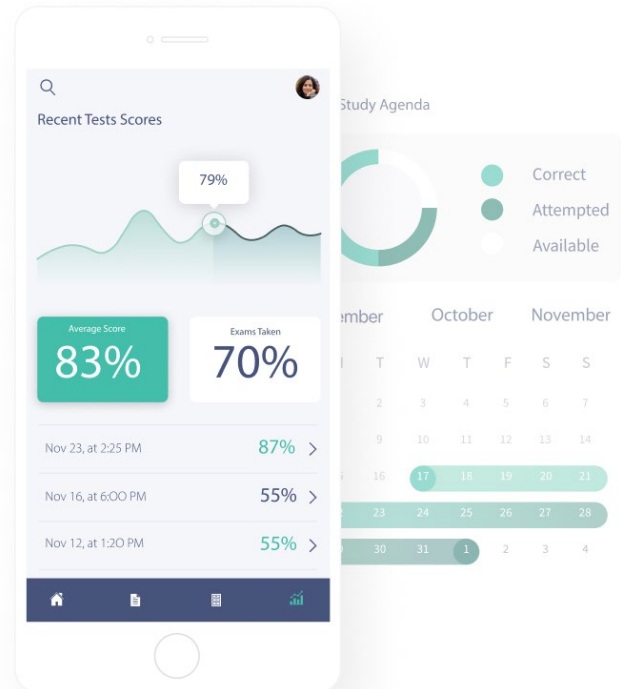 Recent Tests Scores
79%
Average Score
83%
Exams Taken
70%
Nov 23, at 2:25 PM 87%
Nov 16, at 6:00 PM 55%
Nov 12, at 1:20 PM 55%
Study Agenda
Correct
Attempted
Available
ember October November
T W T F S S
2 3 4 5 6 7
9 10 11 12 13 14
16 17 18 19 20 21
23 24 25 26 27 28
30 31 1 2 3 4